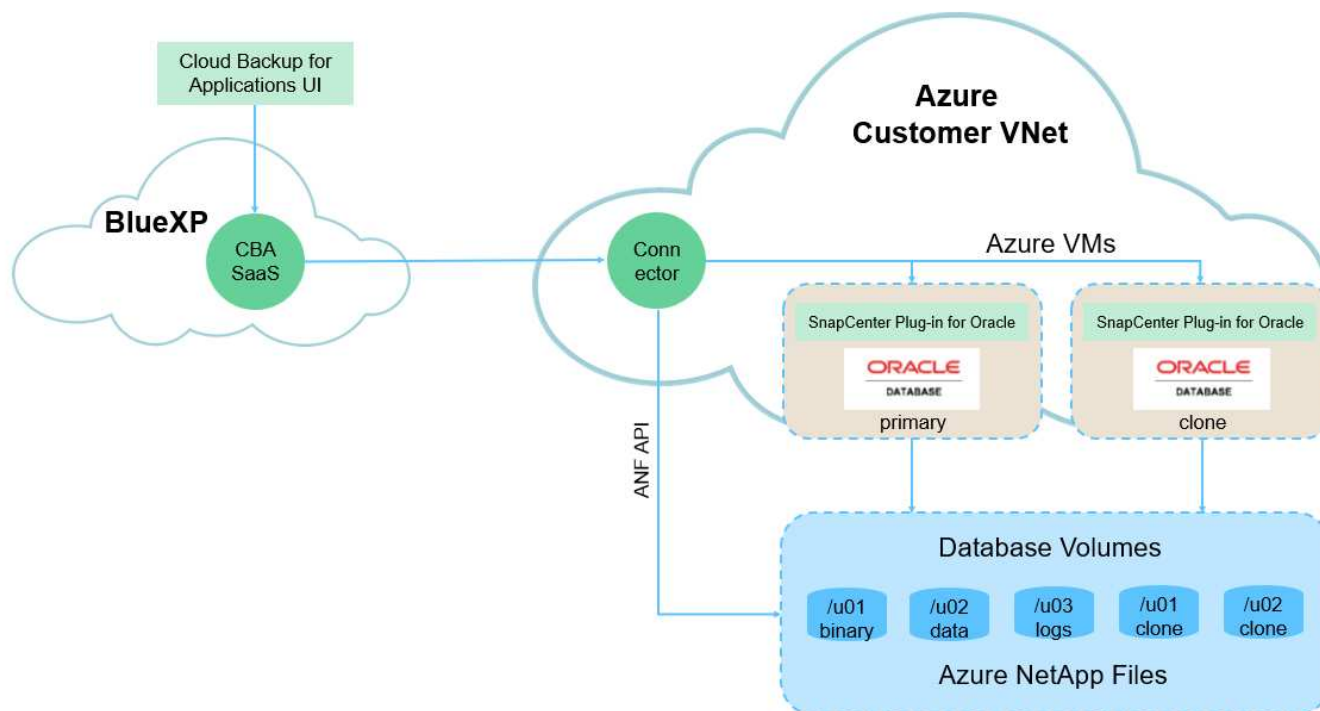 Cloud Backup for
Applications UI
Azure
Customer VNet
BlueXP
CBA
SaaS
Conn
ector
Azure VMs
SnapCenter Plug-in for Oracle
ORACLE
DATABASE
primary
SnapCenter Plug-in for Oracle
ORACLE
DATABASE
clone
ANF API
Database Volumes
/u01
binary
/u02
data
/u03
logs
/u01
clone
/u02
clone
Azure NetApp Files